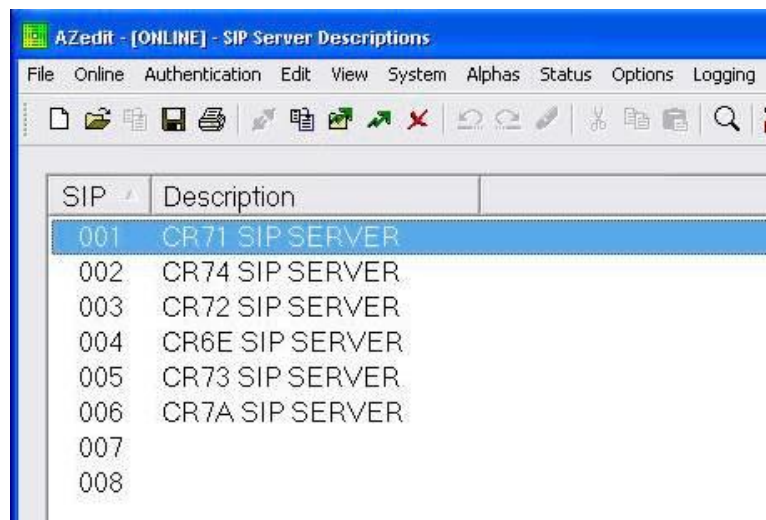 AZedit - [ONLINE] - SIP Server Descriptions
File Online Authentication Edit View System Alphas Status Options Logging
SIP Description
001 CR71 SIP SERVER
002 CR74 SIP SERVER
003 CR72 SIP SERVER
004 CR6E SIP SERVER
005 CR73 SIP SERVER
006 CR7A SIP SERVER
007
008